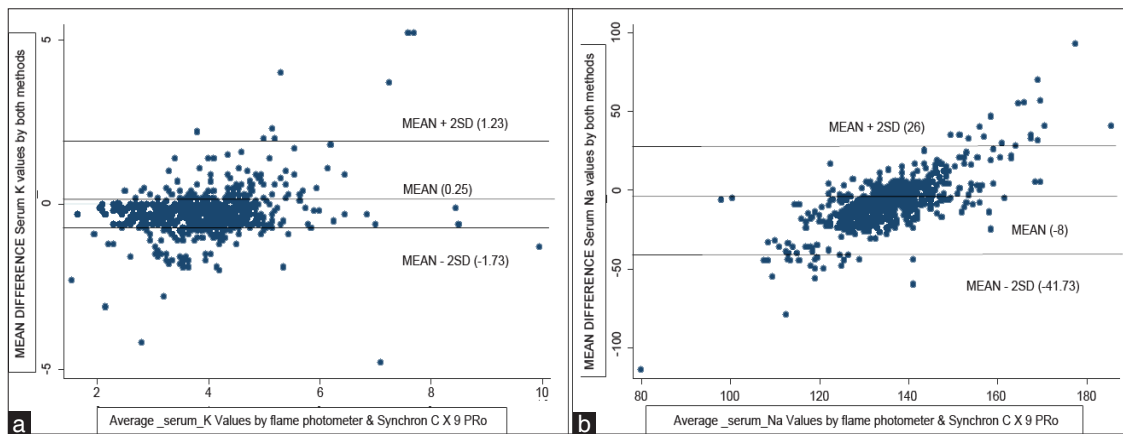 MEAN DIFFERENCE Serum K values by both methods
5
0
-5
MEAN + 2SD (1.23)
MEAN (0.25)
MEAN - 2SD (-1.73)
2 4 6 8 10
Average _serum_K Values by flame photometer & Synchron C X 9 PRo
a
MEAN DIFFERENCE Serum Na values by both methods
100
50
0
-50
-100
MEAN + 2SD (26)
MEAN (-8)
MEAN - 2SD (-41.73)
80 100 120 140 160 180
Average _serum_Na Values by flame photometer & Synchron C X 9 PRo
b